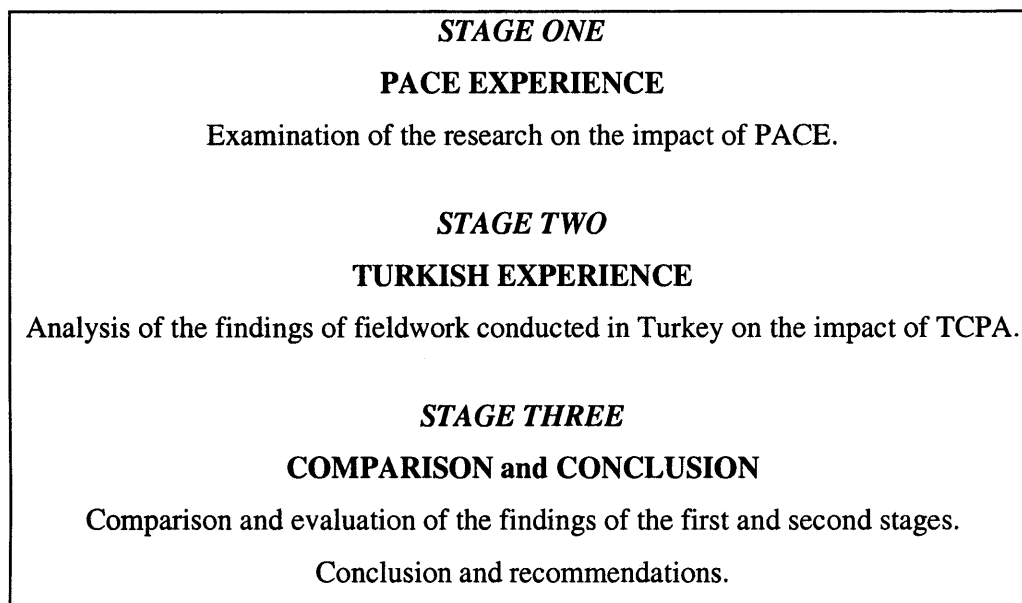 STAGE ONE
PACE EXPERIENCE
Examination of the research on the impact of PACE.
STAGE TWO
TURKISH EXPERIENCE
Analysis of the findings of fieldwork conducted in Turkey on the impact of TCPA.
STAGE THREE
COMPARISON and CONCLUSION
Comparison and evaluation of the findings of the first and second stages.
Conclusion and recommendations.